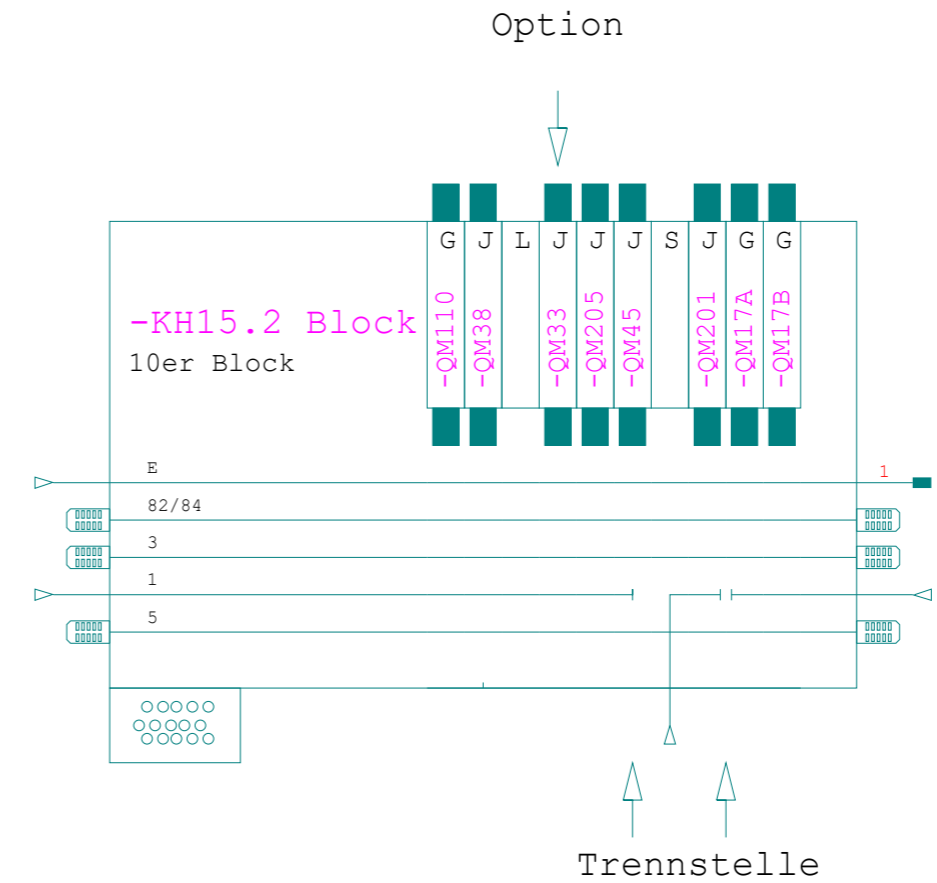 Option
G J L J J J S J G G
-QM110
-QM38
-QM33
-QM205
-QM45
-QM201
-QM17A
-QM17B
-KH15.2 Block
10er Block
E
1
82/84
3
1
5
Trennstelle